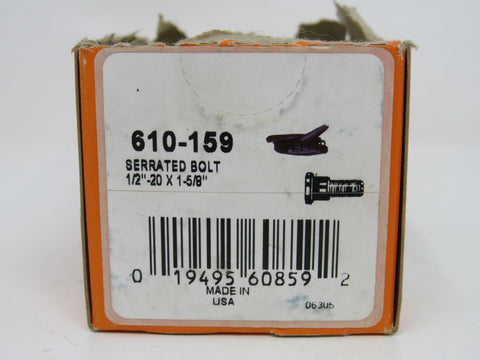 610-159
SERRATED BOLT
1/2"-20 X 1-5/8"
0 19495 60859 2
MADE IN
USA
06305